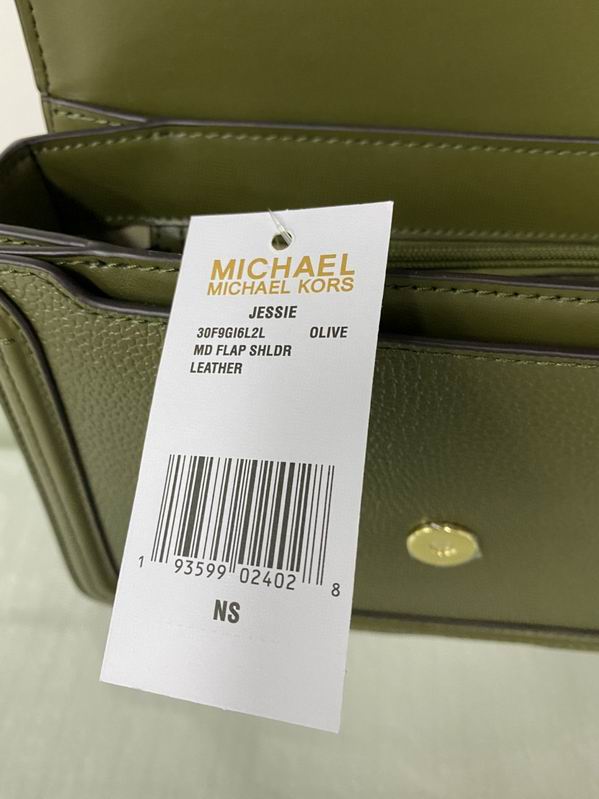 MICHAEL
MICHAEL KORS
JESSIE
30F9GI6L2L OLIVE
MD FLAP SHLDR
LEATHER
1 93599 02402 8
NS